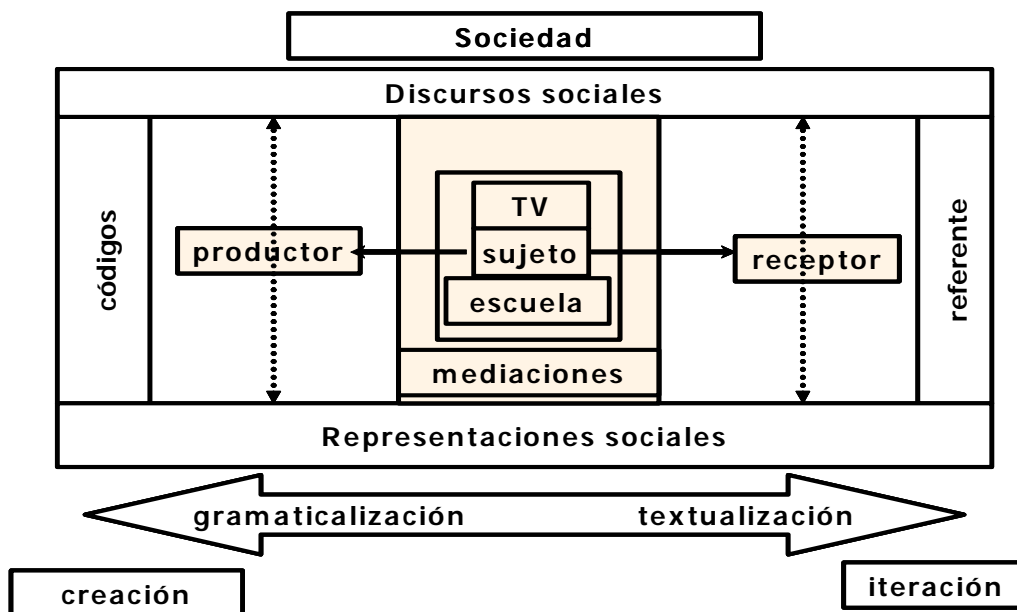 Sociedad
Discursos sociales
códigos
productor
TV
sujeto
escuela
mediaciones
receptor
referente
Representaciones sociales
gramaticalización textualización
creación
iteración